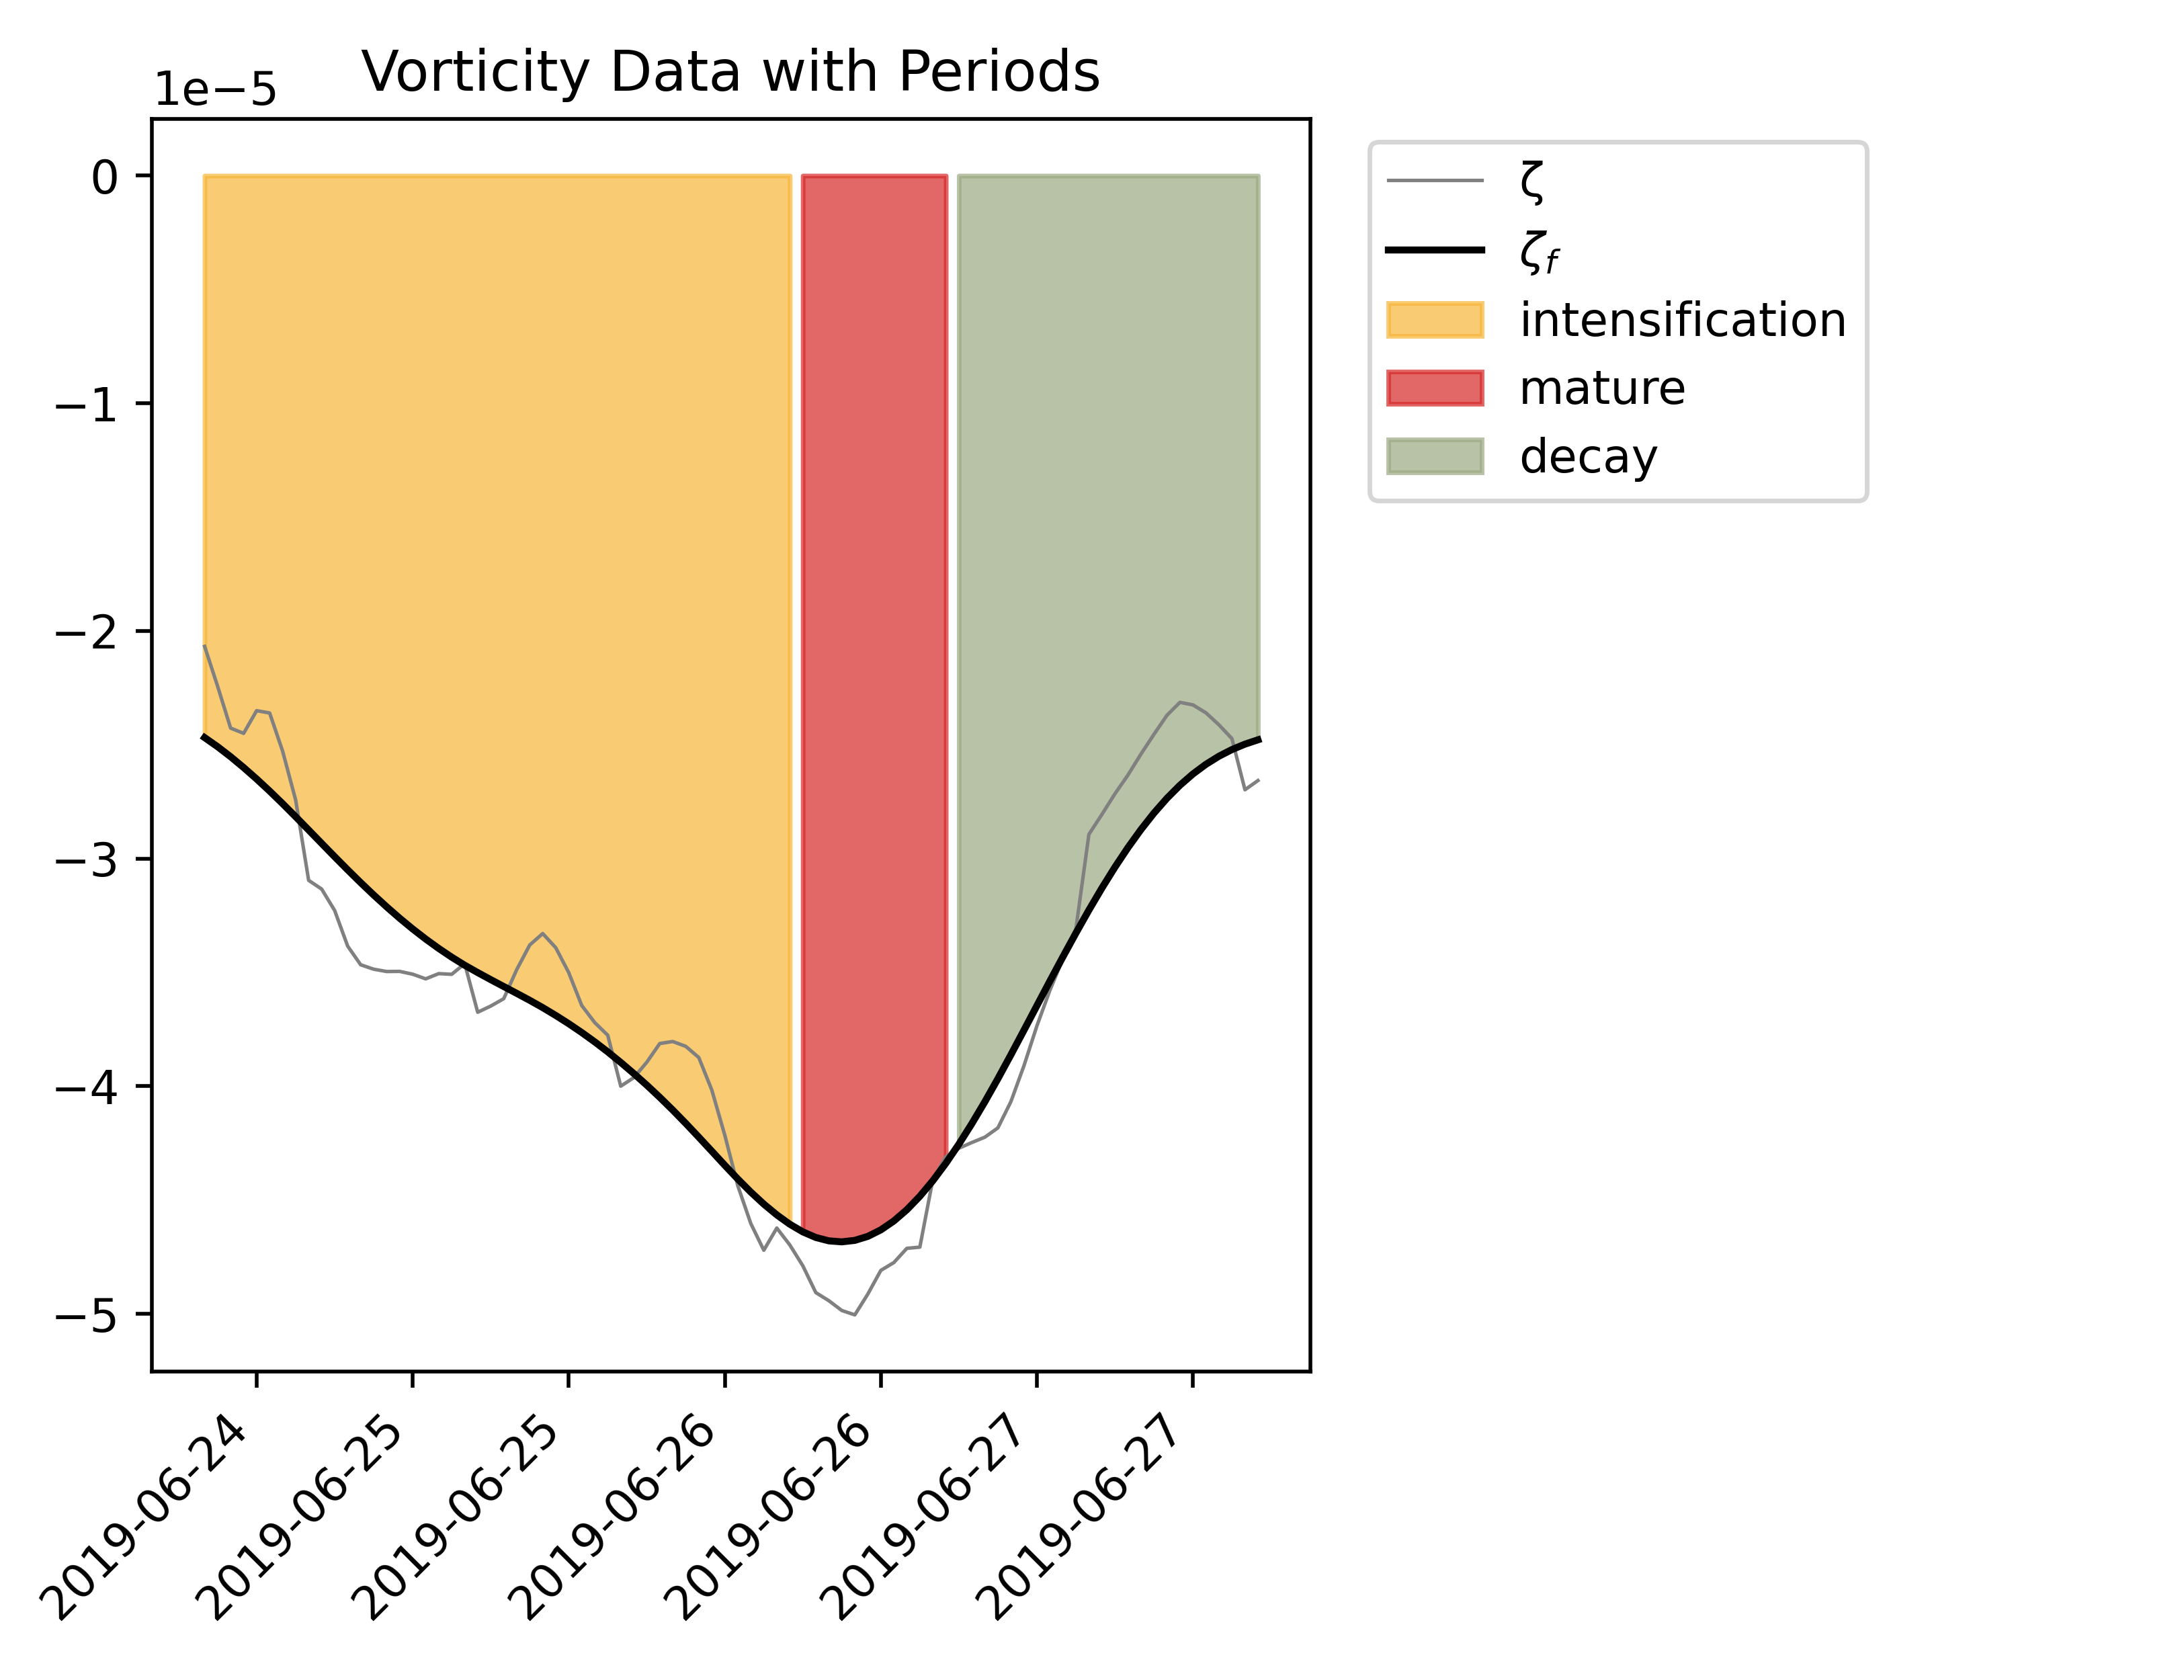 Vorticity Data with Periods
1e−5
0
−1
−2
−3
−4
−5
2019-06-24
2019-06-25
2019-06-25
2019-06-26
2019-06-26
2019-06-27
2019-06-27
ζ
ζf
intensification
mature
decay